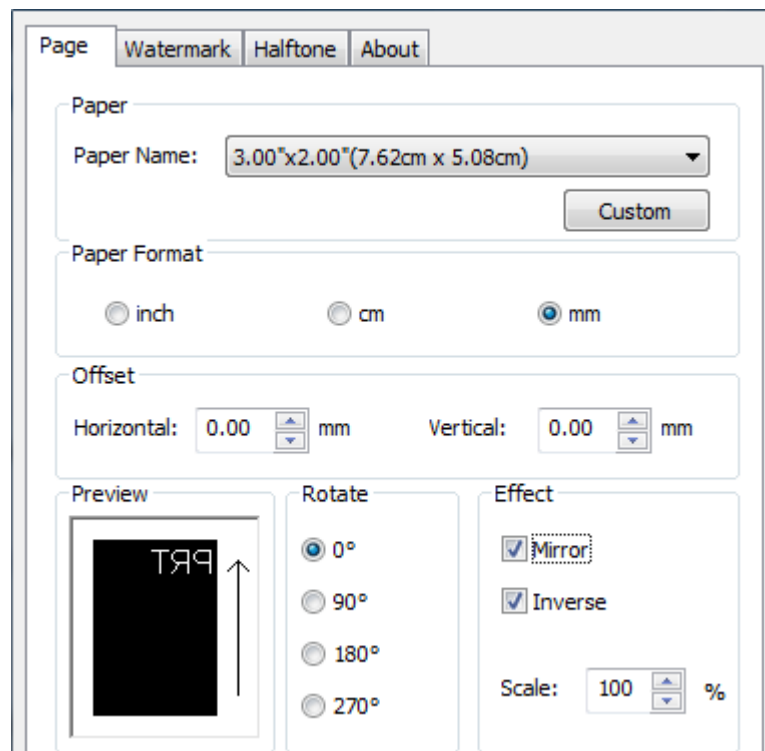 Page Watermark Halftone About
Paper
Paper Name: 3.00"x2.00"(7.62cm x 5.08cm)
Custom
Paper Format
inch cm mm
Offset
Horizontal: 0.00 mm Vertical: 0.00 mm
Preview
PRT
Rotate
0°
90°
180°
270°
Effect
Mirror
Inverse
Scale: 100 %